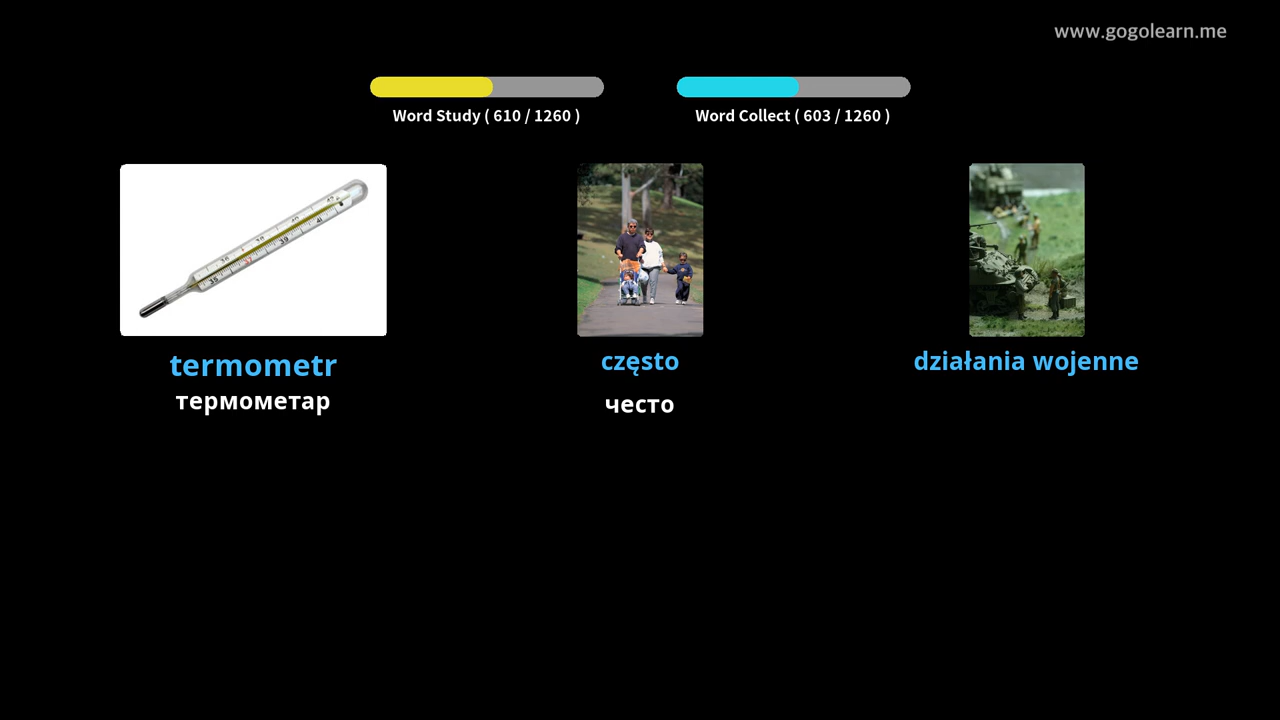 www.gogolearn.me
Word Study ( 610 / 1260 )
Word Collect ( 603 / 1260 )
termometr
термометар
często
често
działania wojenne